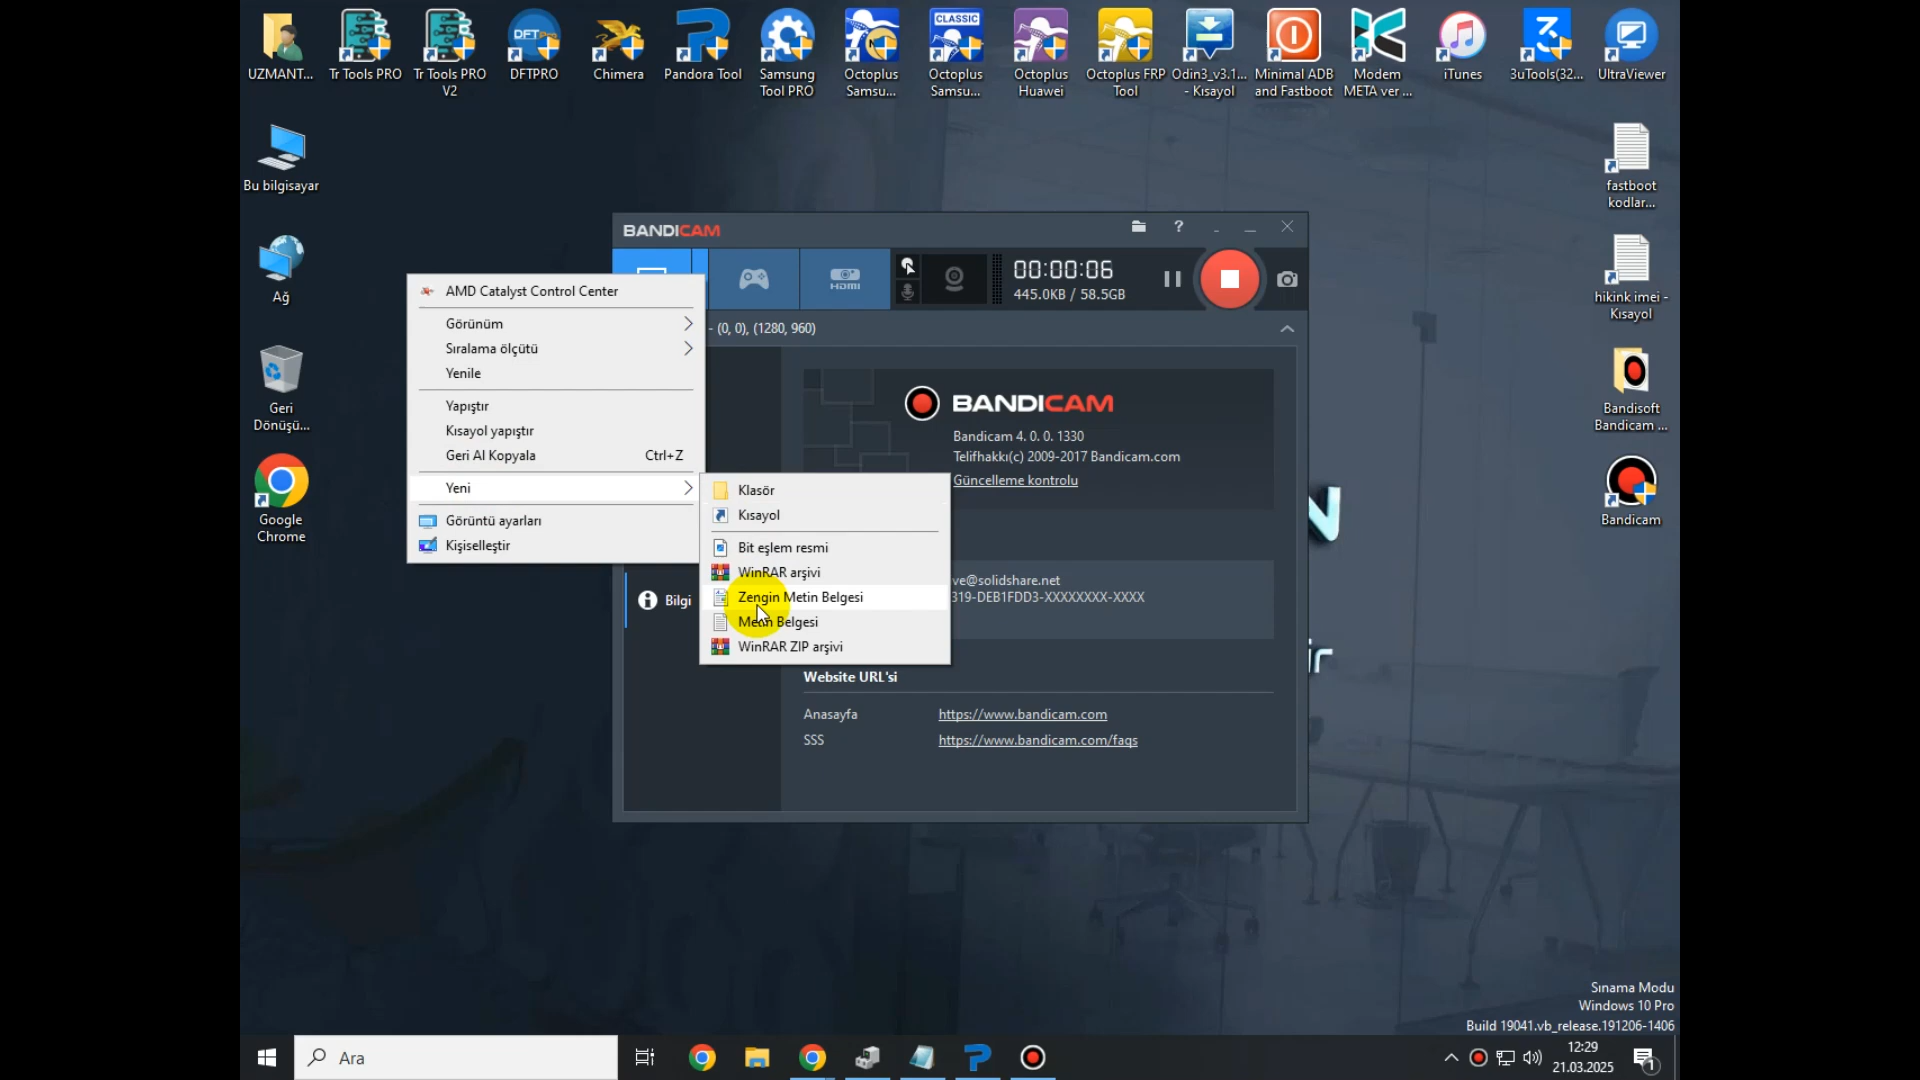 UZMANT...
Tr Tools PRO
Tr Tools PRO
V2
DFTPRO
Chimera
Pandora Tool
Samsung
Tool PRO
Octoplus
Samsu...
CLASSIC
Octoplus
Samsu...
Octoplus
Huawei
Octoplus FRP
Tool
Odin3_v3.1...
- Kısayol
Minimal ADB
and Fastboot
Modem
META ver ...
iTunes
3uTools(32...
UltraViewer
Bu bilgisayar
Ağ
Geri
Dönüşü...
Google
Chrome
fastboot
kodlar...
hikink imei -
Kısayol
Bandisoft
Bandicam ...
Bandicam
BANDICAM
?
HDMI
00:00:06
445.0KB / 58.5GB
- (0, 0), (1280, 960)
BANDICAM
Bandicam 4. 0. 0. 1330
Telifhakkı(c) 2009-2017 Bandicam.com
Güncelleme kontrolu
ve@solidshare.net
319-DEB1FDD3-XXXXXXXX-XXXX
Bilgi
Website URL'si
Anasayfa https://www.bandicam.com
SSS https://www.bandicam.com/faqs
AMD Catalyst Control Center
Görünüm
Sıralama ölçütü
Yenile
Yapıştır
Kısayol yapıştır
Geri Al Kopyala Ctrl+Z
Yeni
Görüntü ayarları
Kişiselleştir
Klasör
Kısayol
Bit eşlem resmi
WinRAR arşivi
Zengin Metin Belgesi
Metin Belgesi
WinRAR ZIP arşivi
Sınama Modu
Windows 10 Pro
Build 19041.vb_release.191206-1406
Ara
12:29
21.03.2025
1